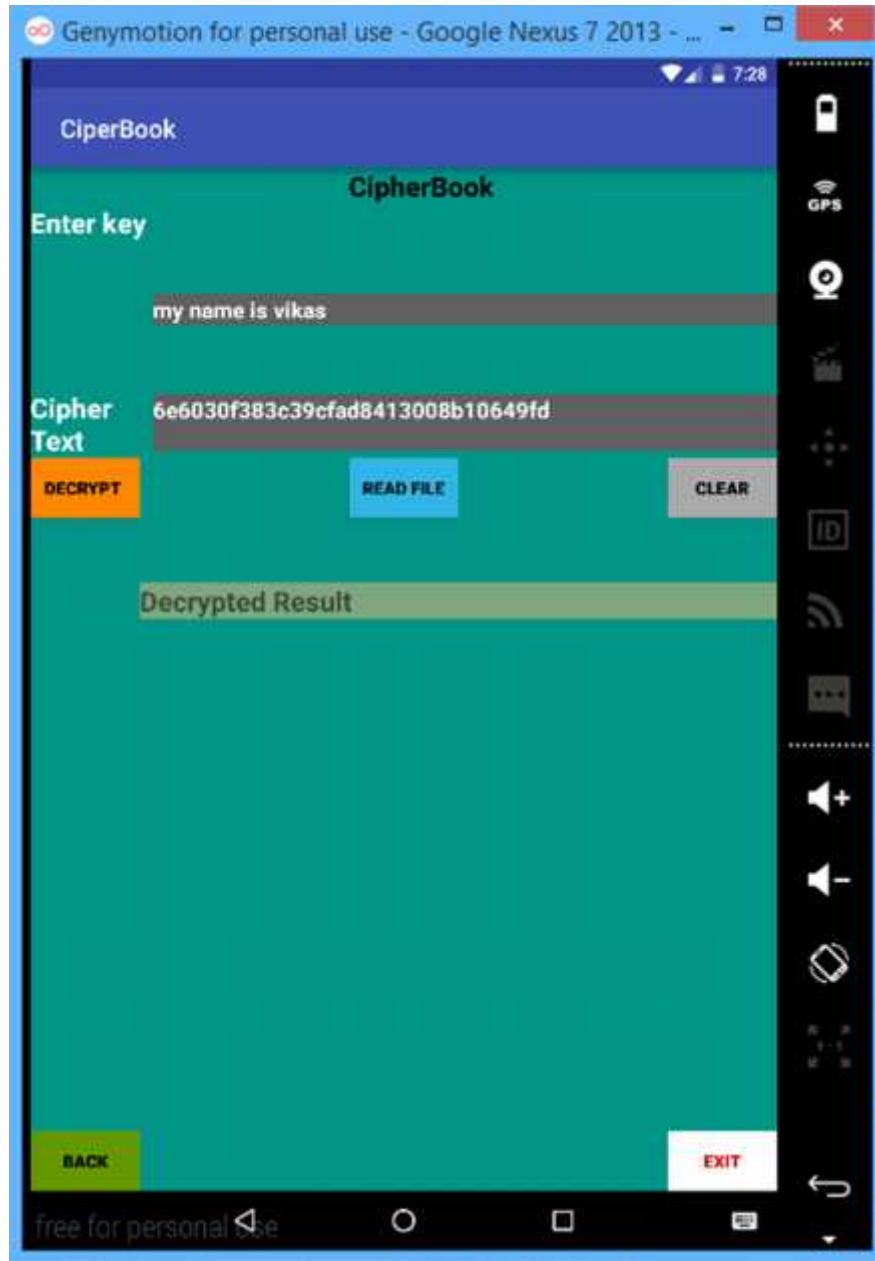 Genymotion for personal use - Google Nexus 7 2013 - ...
7:28
CiperBook
GPS
CipherBook
Enter key
my name is vikas
Cipher
Text
6e6030f383c39cfad8413008b10649fd
DECRYPT
READ FILE
CLEAR
ID
Decrypted Result
BACK
EXIT
free for personal use